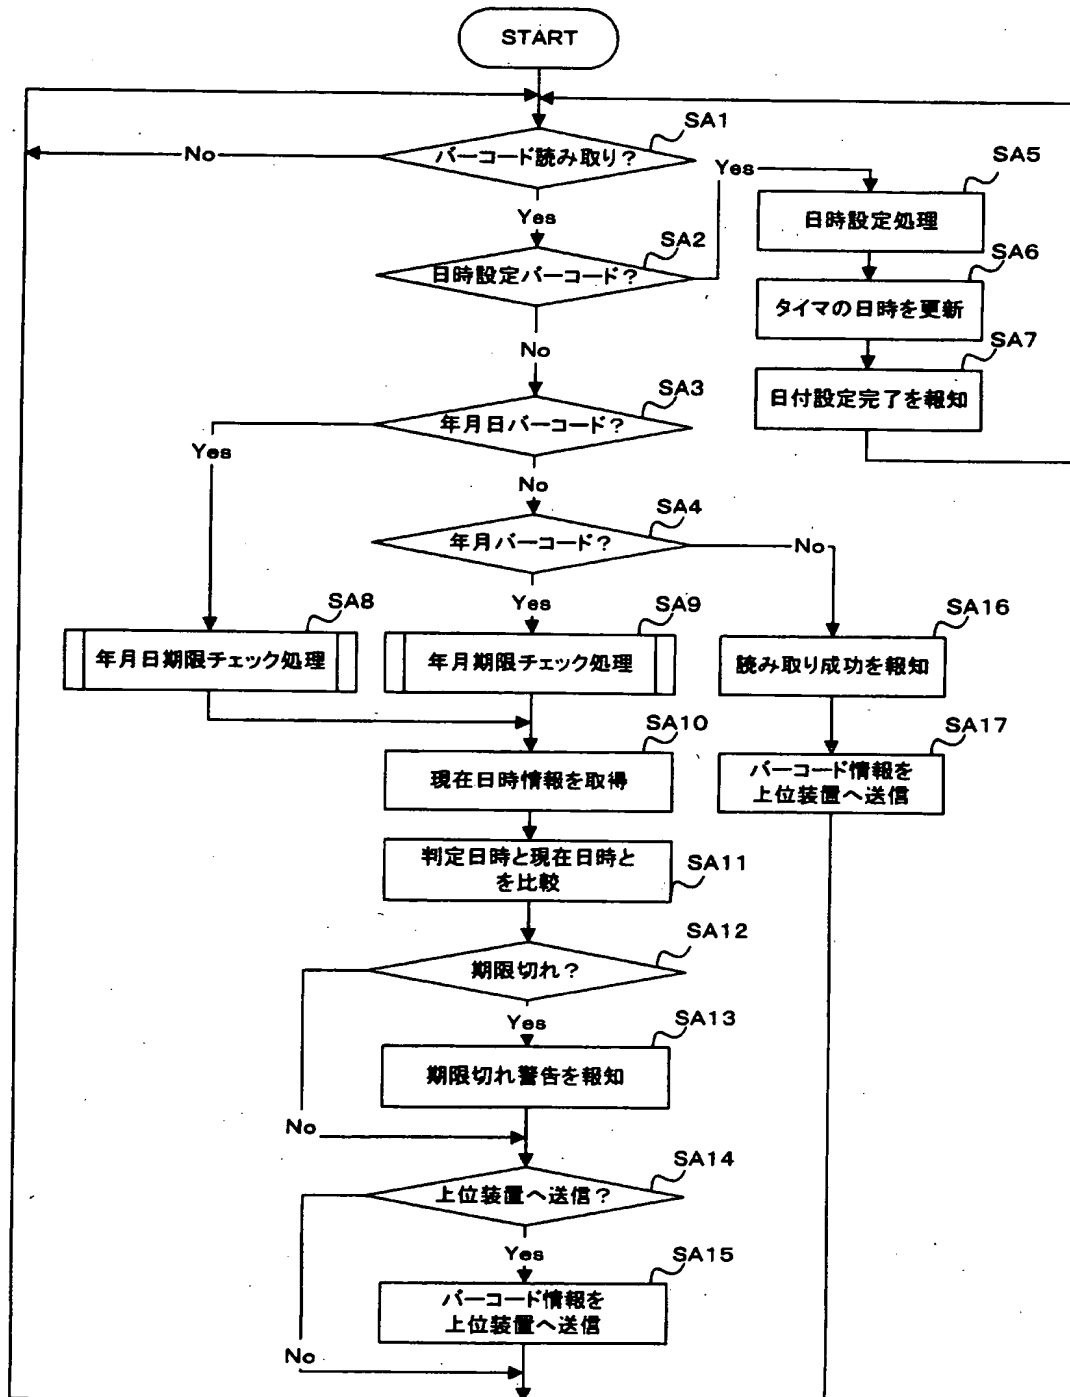 START
SA1
バーコード読み取り?
No
Yes
SA2
日時設定バーコード?
Yes
SA5
日時設定処理
SA6
タイマの日時を更新
SA7
日付設定完了を報知
No
SA3
年月日バーコード?
Yes
No
SA4
年月バーコード?
No
Yes
SA8
年月日期限チェック処理
SA9
年月期限チェック処理
SA16
読み取り成功を報知
SA10
現在日時情報を取得
SA17
バーコード情報を
上位装置へ送信
判定日時と現在日時と
を比較
SA11
SA12
期限切れ?
Yes
SA13
期限切れ警告を報知
No
SA14
上位装置へ送信?
Yes
SA15
バーコード情報を
上位装置へ送信
No